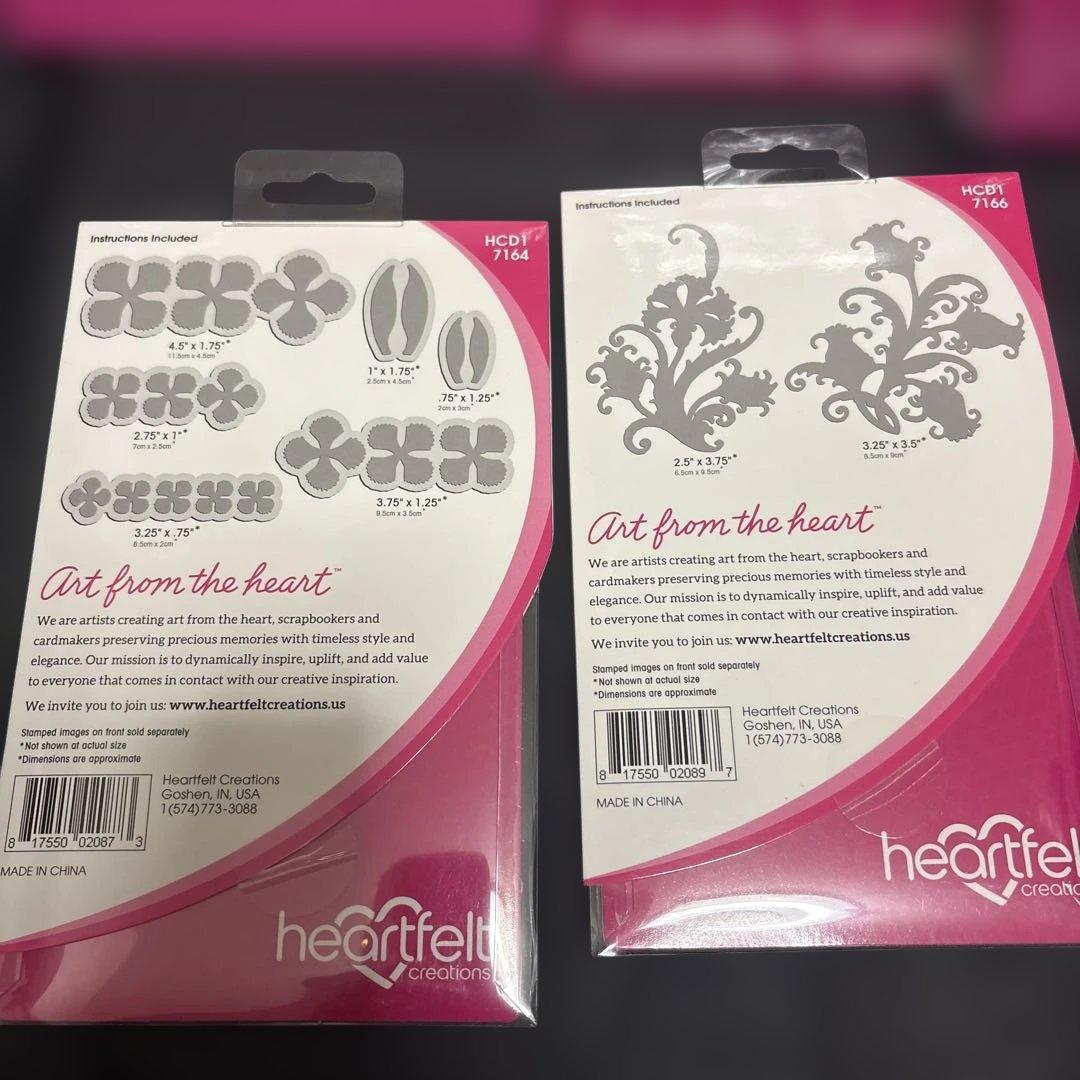 Instructions Included
HCD1
7164
4.5" x 1.75"*
11.5cm x 4.5cm*
1" x 1.75"*
2.5cm x 4.5cm*
.75" x 1.25"*
2cm x 3cm*
2.75" x 1"*
7cm x 2.5cm*
3.75" x 1.25"*
9.5cm x 3.5cm*
3.25" x .75"*
8.5cm x 2cm*
Art from the heart™
We are artists creating art from the heart, scrapbookers and
cardmakers preserving precious memories with timeless style and
elegance. Our mission is to dynamically inspire, uplift, and add value
to everyone that comes in contact with our creative inspiration.
We invite you to join us: www.heartfeltcreations.us
Stamped images on front sold separately
*Not shown at actual size
*Dimensions are approximate
Heartfelt Creations
Goshen, IN, USA
1(574)773-3088
8 17550 02087 3
MADE IN CHINA
heartfelt
creations
Instructions Included
HCD1
7166
2.5" x 3.75"*
6.5cm x 9.5cm*
3.25" x 3.5"*
8.5cm x 9cm*
Art from the heart™
We are artists creating art from the heart, scrapbookers and
cardmakers preserving precious memories with timeless style and
elegance. Our mission is to dynamically inspire, uplift, and add value
to everyone that comes in contact with our creative inspiration.
We invite you to join us: www.heartfeltcreations.us
Stamped images on front sold separately
*Not shown at actual size
*Dimensions are approximate
Heartfelt Creations
Goshen, IN, USA
1(574)773-3088
8 17550 02089 7
MADE IN CHINA
heartfel
creatio